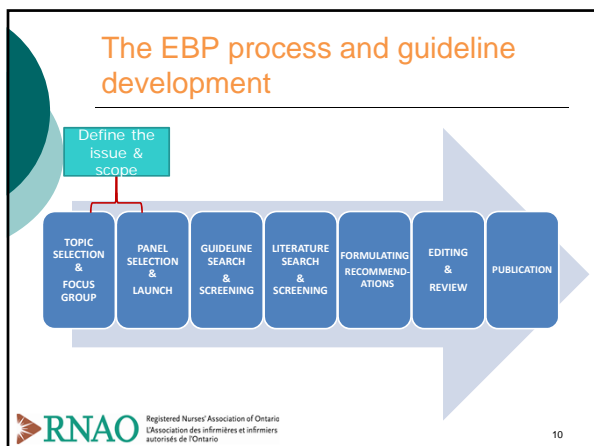 The EBP process and guideline
development
Define the
issue &
scope
TOPIC
SELECTION
&
FOCUS
GROUP
PANEL
SELECTION
&
LAUNCH
GUIDELINE
SEARCH
&
SCREENING
LITERATURE
SEARCH
&
SCREENING
FORMULATING
RECOMMEND-
ATIONS
EDITING
&
REVIEW
PUBLICATION
RNAO
Registered Nurses' Association of Ontario
L'Association des infirmières et infirmiers
autorisés de l'Ontario
10